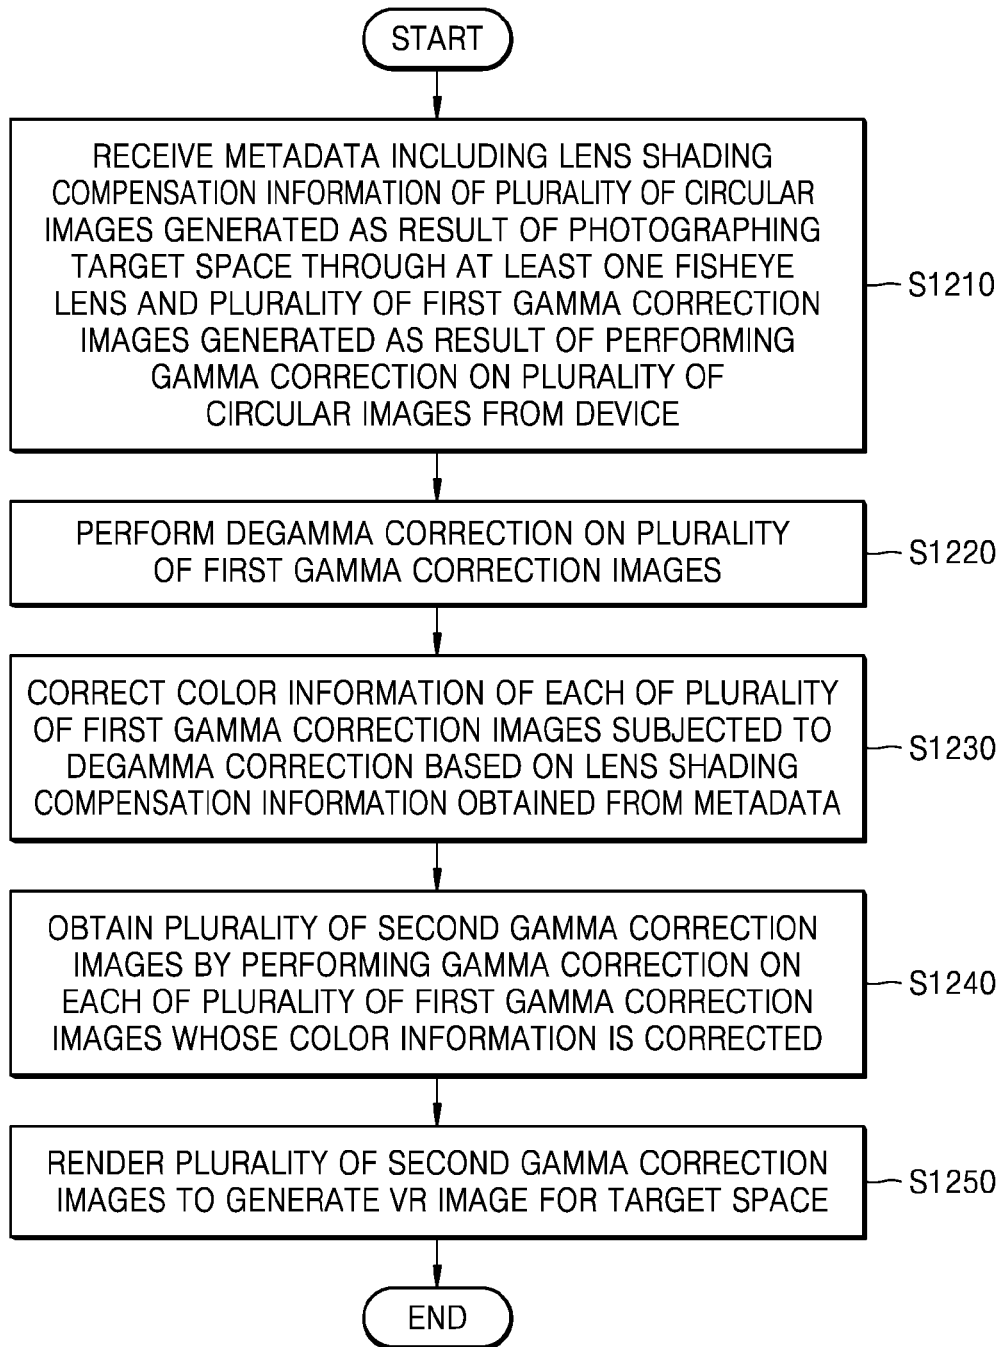 START
RECEIVE METADATA INCLUDING LENS SHADING
COMPENSATION INFORMATION OF PLURALITY OF CIRCULAR
IMAGES GENERATED AS RESULT OF PHOTOGRAPHING
TARGET SPACE THROUGH AT LEAST ONE FISHEYE
LENS AND PLURALITY OF FIRST GAMMA CORRECTION
IMAGES GENERATED AS RESULT OF PERFORMING
GAMMA CORRECTION ON PLURALITY OF
CIRCULAR IMAGES FROM DEVICE
S1210
PERFORM DEGAMMA CORRECTION ON PLURALITY
OF FIRST GAMMA CORRECTION IMAGES
S1220
CORRECT COLOR INFORMATION OF EACH OF PLURALITY
OF FIRST GAMMA CORRECTION IMAGES SUBJECTED TO
DEGAMMA CORRECTION BASED ON LENS SHADING
COMPENSATION INFORMATION OBTAINED FROM METADATA
S1230
OBTAIN PLURALITY OF SECOND GAMMA CORRECTION
IMAGES BY PERFORMING GAMMA CORRECTION ON
EACH OF PLURALITY OF FIRST GAMMA CORRECTION
IMAGES WHOSE COLOR INFORMATION IS CORRECTED
S1240
RENDER PLURALITY OF SECOND GAMMA CORRECTION
IMAGES TO GENERATE VR IMAGE FOR TARGET SPACE
S1250
END